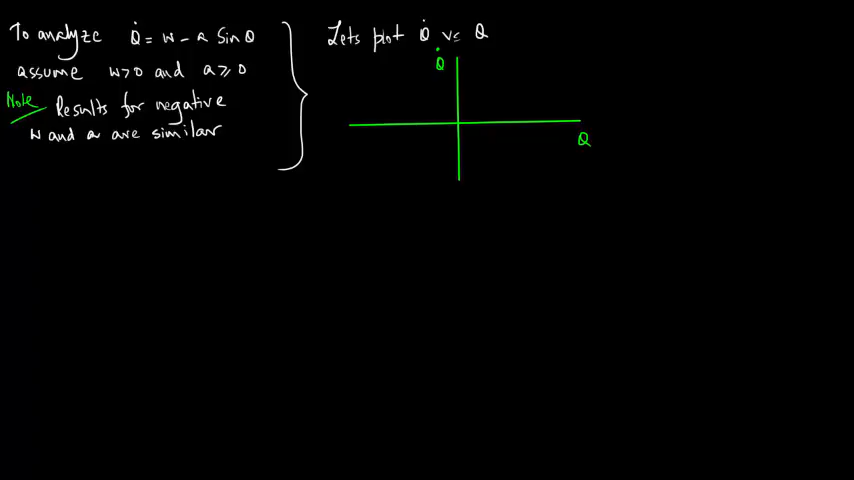 To analyze Q̇ = w - a Sin Q
assume w>0 and a ≥ 0
Note Results for negative
w and a are similar
Lets plot Q̇ vs Q
Q̇
Q